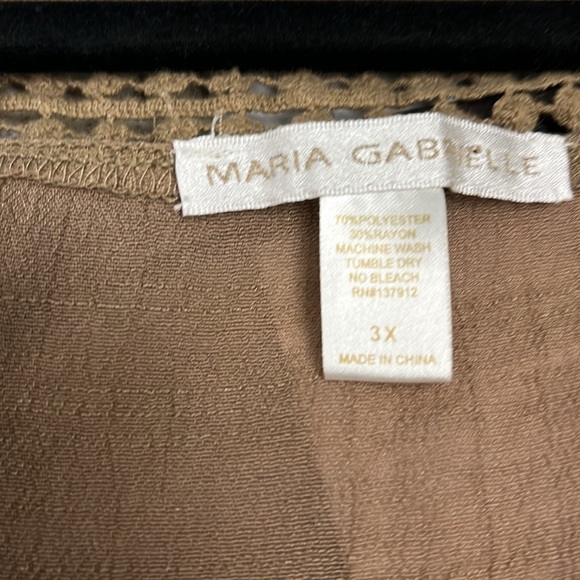 MARIA GABRIELLE
70%POLYESTER
30%RAYON
MACHINE WASH
TUMBLE DRY
NO BLEACH
RN#137912
3X
MADE IN CHINA